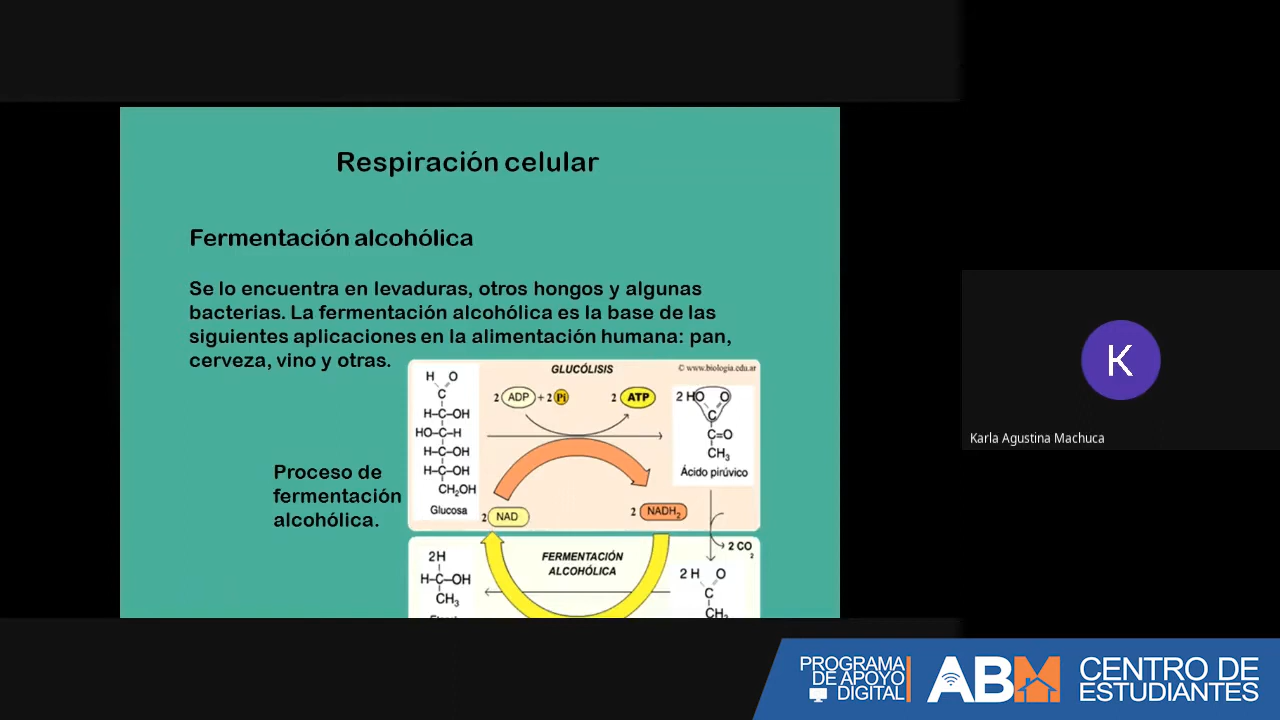 Respiración celular
Fermentación alcohólica
Se lo encuentra en levaduras, otros hongos y algunas
bacterias. La fermentación alcohólica es la base de las
siguientes aplicaciones en la alimentación humana: pan,
cerveza, vino y otras.
Proceso de
fermentación
alcohólica.
GLUCÓLISIS
© www.biologia.edu.ar
H O
C
H-C-OH
HO-C-H
H-C-OH
H-C-OH
CH₂OH
Glucosa
2 ADP + 2 Pi
2 ATP
2 HO O
C
C=O
CH₃
Ácido pirúvico
2 NAD
2 NADH₂
2 CO₂
FERMENTACIÓN
ALCOHÓLICA
2H
H-C-OH
CH₃
2 H O
C
CH₃
K
Karla Agustina Machuca
PROGRAMA
DE APOYO
DIGITAL
ABM
CENTRO DE
ESTUDIANTES